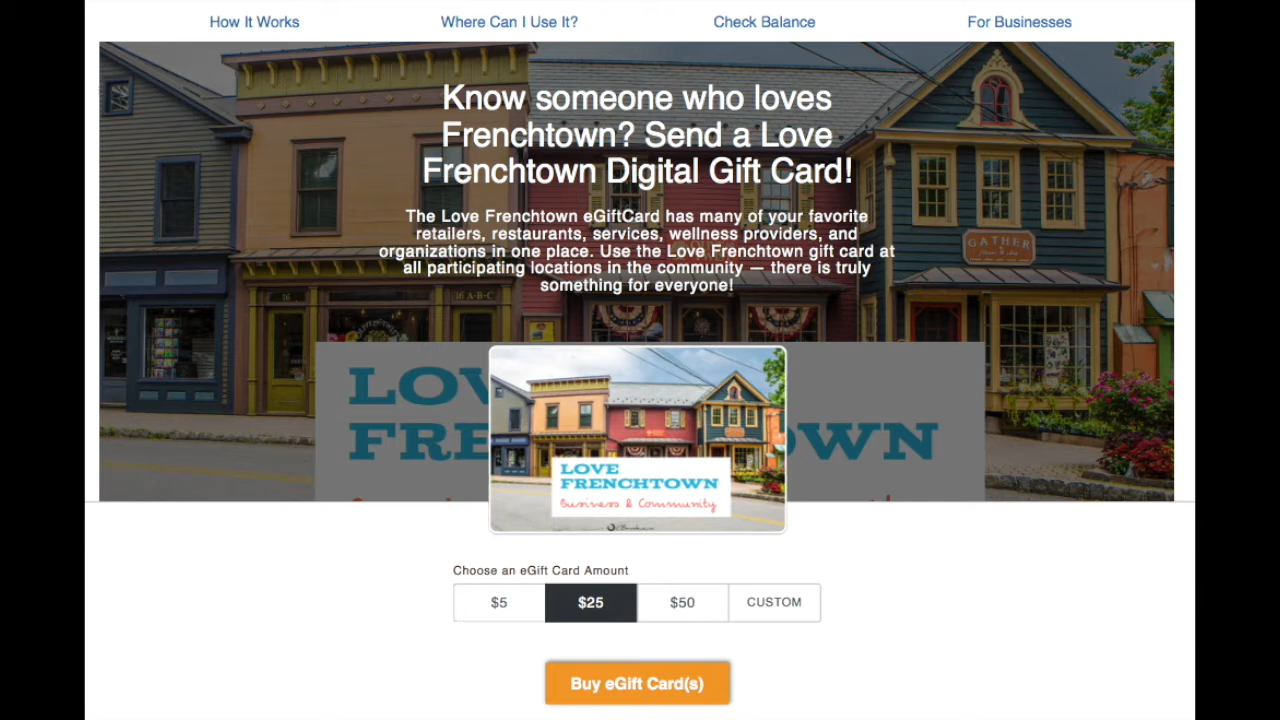 How It Works
Where Can I Use It?
Check Balance
For Businesses
Know someone who loves
Frenchtown? Send a Love
Frenchtown Digital Gift Card!
The Love Frenchtown eGiftCard has many of your favorite
retailers, restaurants, services, wellness providers, and
organizations in one place. Use the Love Frenchtown gift card at
all participating locations in the community — there is truly
something for everyone!
GATHER
16
16 A-B-C
LOVE
FRENCHTOWN
Business & Community
Choose an eGift Card Amount
$5
$25
$50
CUSTOM
Buy eGift Card(s)